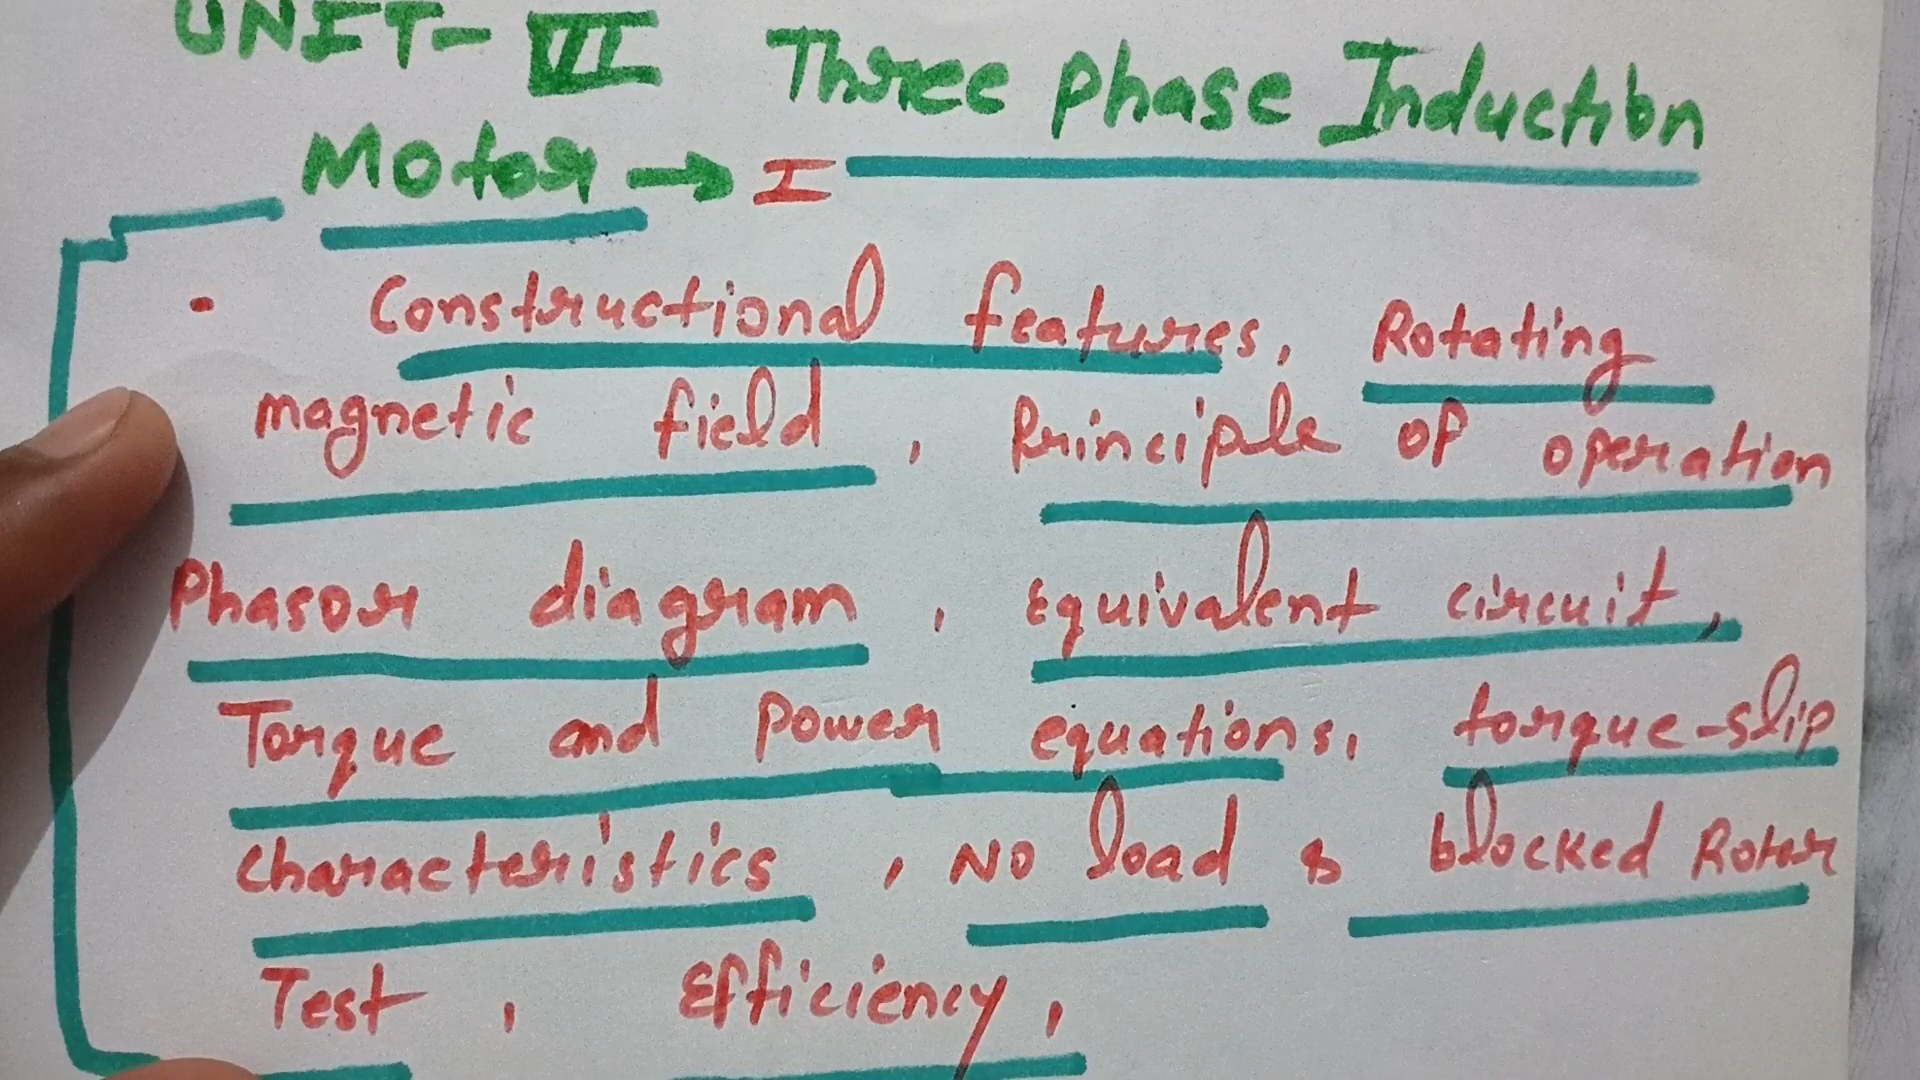 UNIT- VI Three Phase Induction
Motor → I
• Constructional features, Rotating
magnetic field, Principle of operation
Phasor diagram, Equivalent circuit,
Torque and Power equations, torque-slip
characteristics, No load & blocked Rotor
Test, Efficiency,